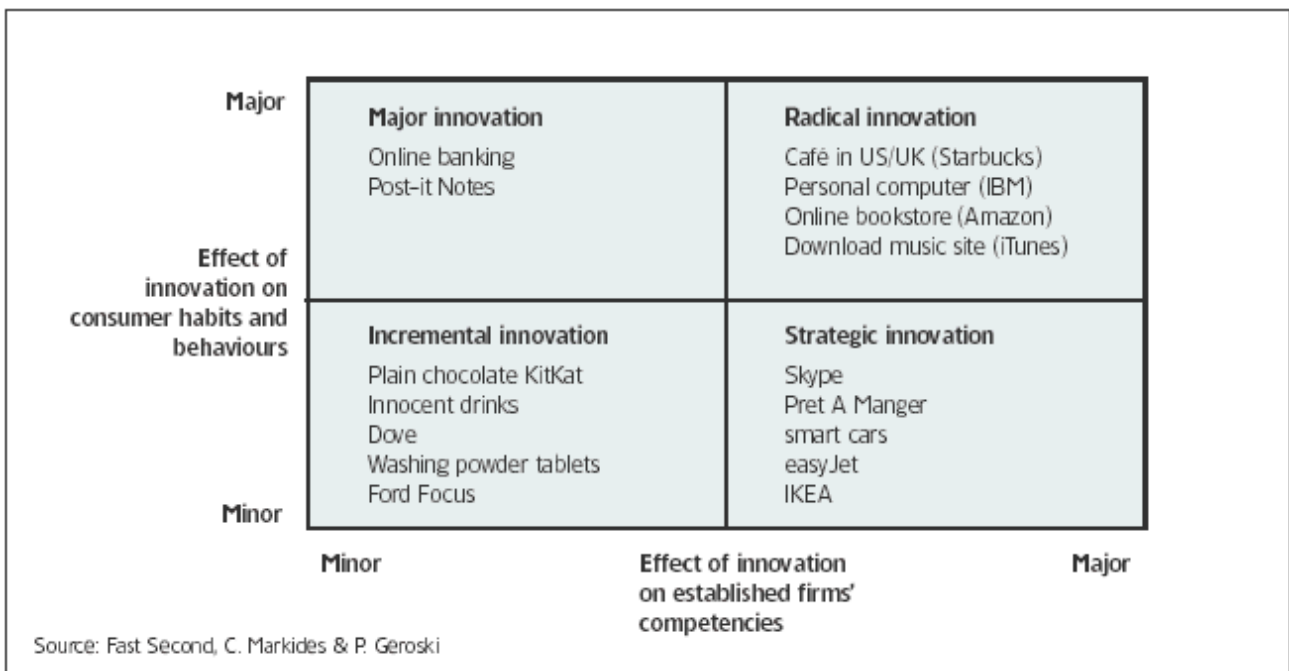 Major
Major innovation
Online banking
Post-it Notes
Radical innovation
Café in US/UK (Starbucks)
Personal computer (IBM)
Online bookstore (Amazon)
Download music site (iTunes)
Effect of
innovation on
consumer habits and
behaviours
Incremental innovation
Plain chocolate KitKat
Innocent drinks
Dove
Washing powder tablets
Ford Focus
Strategic innovation
Skype
Pret A Manger
smart cars
easyJet
IKEA
Minor
Minor
Effect of innovation
on established firms'
competencies
Major
Source: Fast Second, C. Markides & P. Geroski